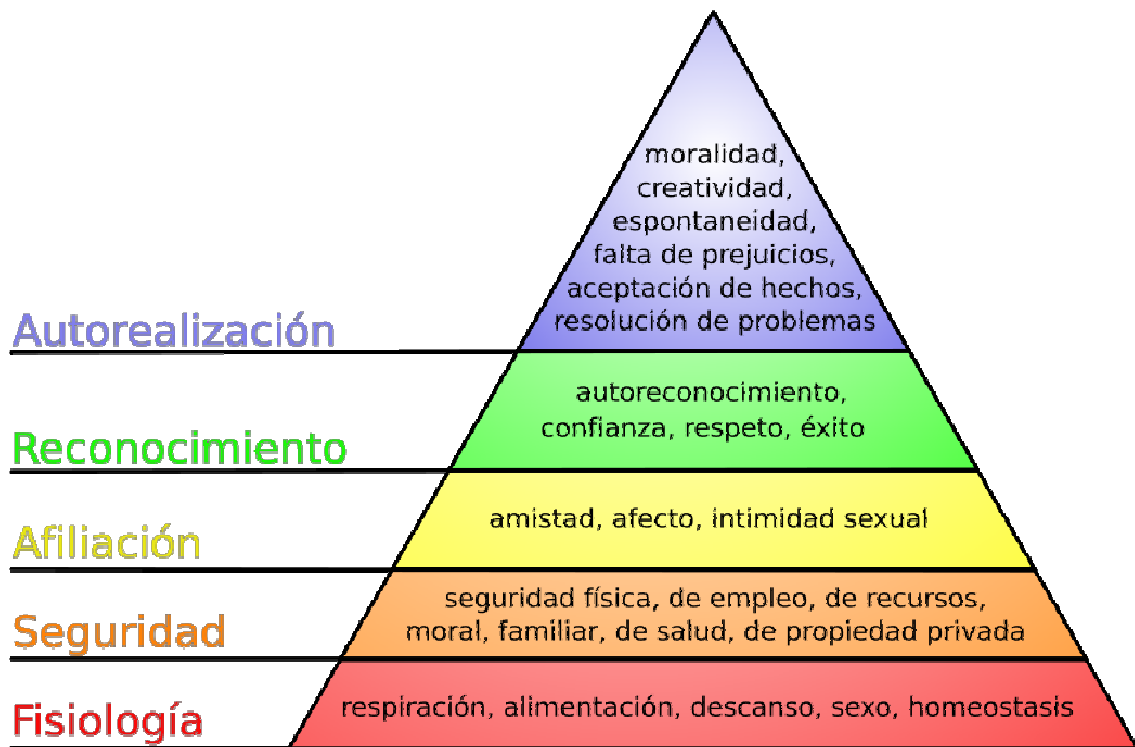 moralidad,
creatividad,
espontaneidad,
falta de prejuicios,
aceptación de hechos,
resolución de problemas
Autorealización
autoreconocimiento,
confianza, respeto, éxito
Reconocimiento
amistad, afecto, intimidad sexual
Afiliación
seguridad física, de empleo, de recursos,
moral, familiar, de salud, de propiedad privada
Seguridad
respiración, alimentación, descanso, sexo, homeostasis
Fisiología